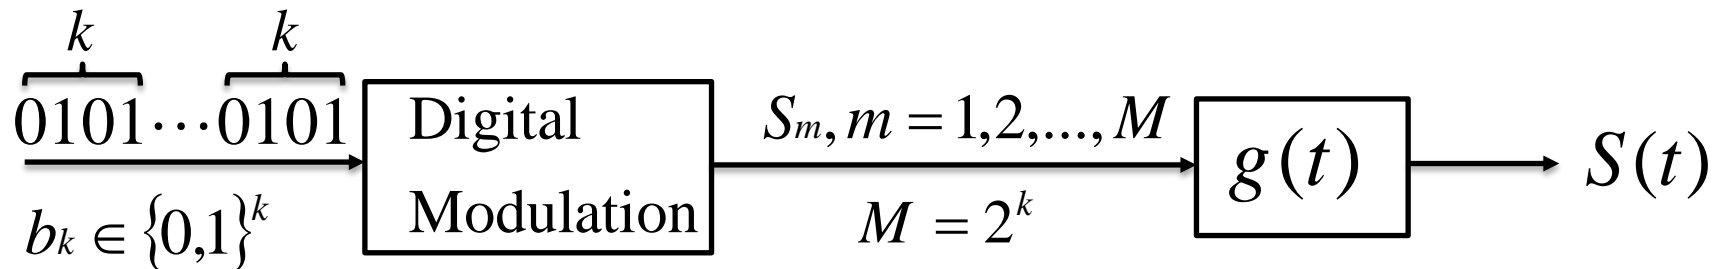 k k
0101⋯0101
b_k ∈ {0,1}^k
Digital
Modulation
S_m, m = 1,2,..., M
M = 2^k
g(t)
S(t)